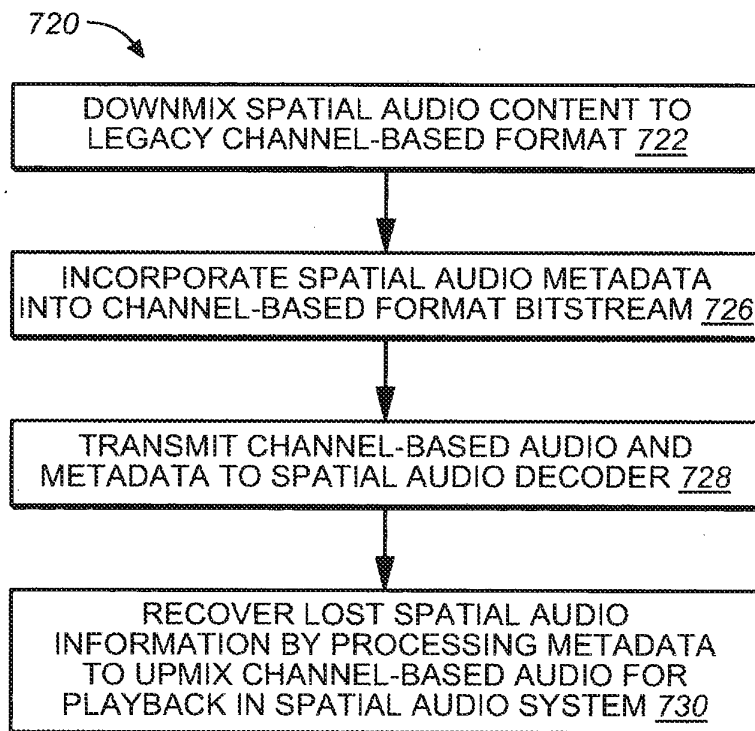 720
DOWNMIX SPATIAL AUDIO CONTENT TO
LEGACY CHANNEL-BASED FORMAT 722
INCORPORATE SPATIAL AUDIO METADATA
INTO CHANNEL-BASED FORMAT BITSTREAM 726
TRANSMIT CHANNEL-BASED AUDIO AND
METADATA TO SPATIAL AUDIO DECODER 728
RECOVER LOST SPATIAL AUDIO
INFORMATION BY PROCESSING METADATA
TO UPMIX CHANNEL-BASED AUDIO FOR
PLAYBACK IN SPATIAL AUDIO SYSTEM 730